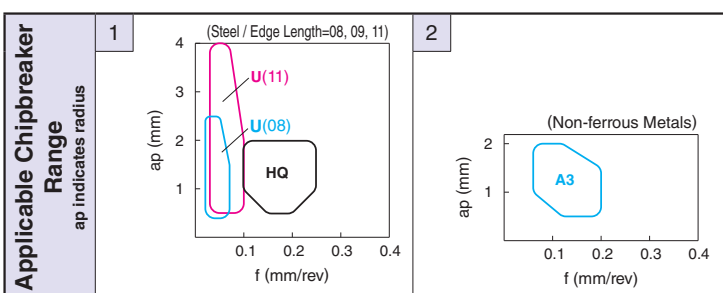 Applicable Chipbreaker
Range
ap indicates radius
1
(Steel / Edge Length=08, 09, 11)
4
3
2
1
ap (mm)
U(11)
U(08)
HQ
0.1 0.2 0.3 0.4
f (mm/rev)
2
(Non-ferrous Metals)
2
1
ap (mm)
A3
0.1 0.2 0.3 0.4
f (mm/rev)